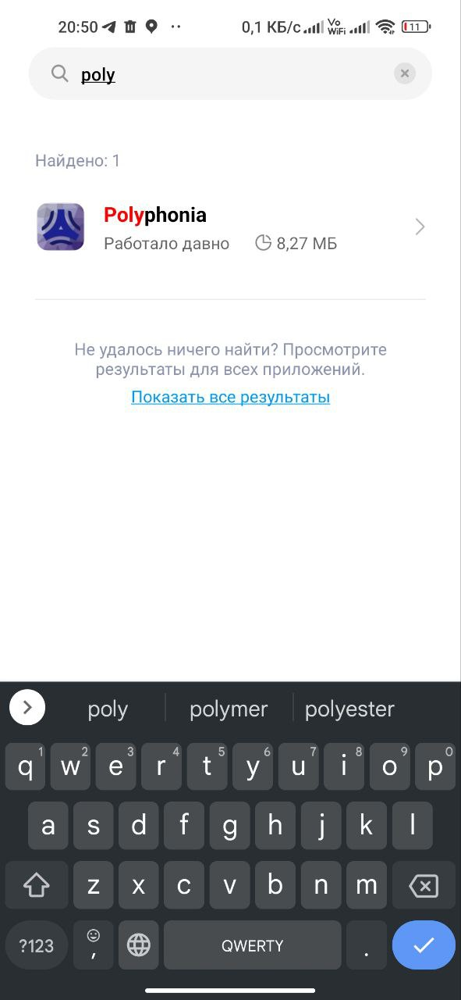 20:50 0,1 КБ/с Vo WiFi 11
poly
Найдено: 1
Polyphonia
Работало давно 8,27 МБ
Не удалось ничего найти? Просмотрите
результаты для всех приложений.
Показать все результаты
poly polymer polyester
q1 w2 e3 r4 t5 y6 u7 i8 o9 p0
a s d f g h j k l
z x c v b n m
?123 , QWERTY .